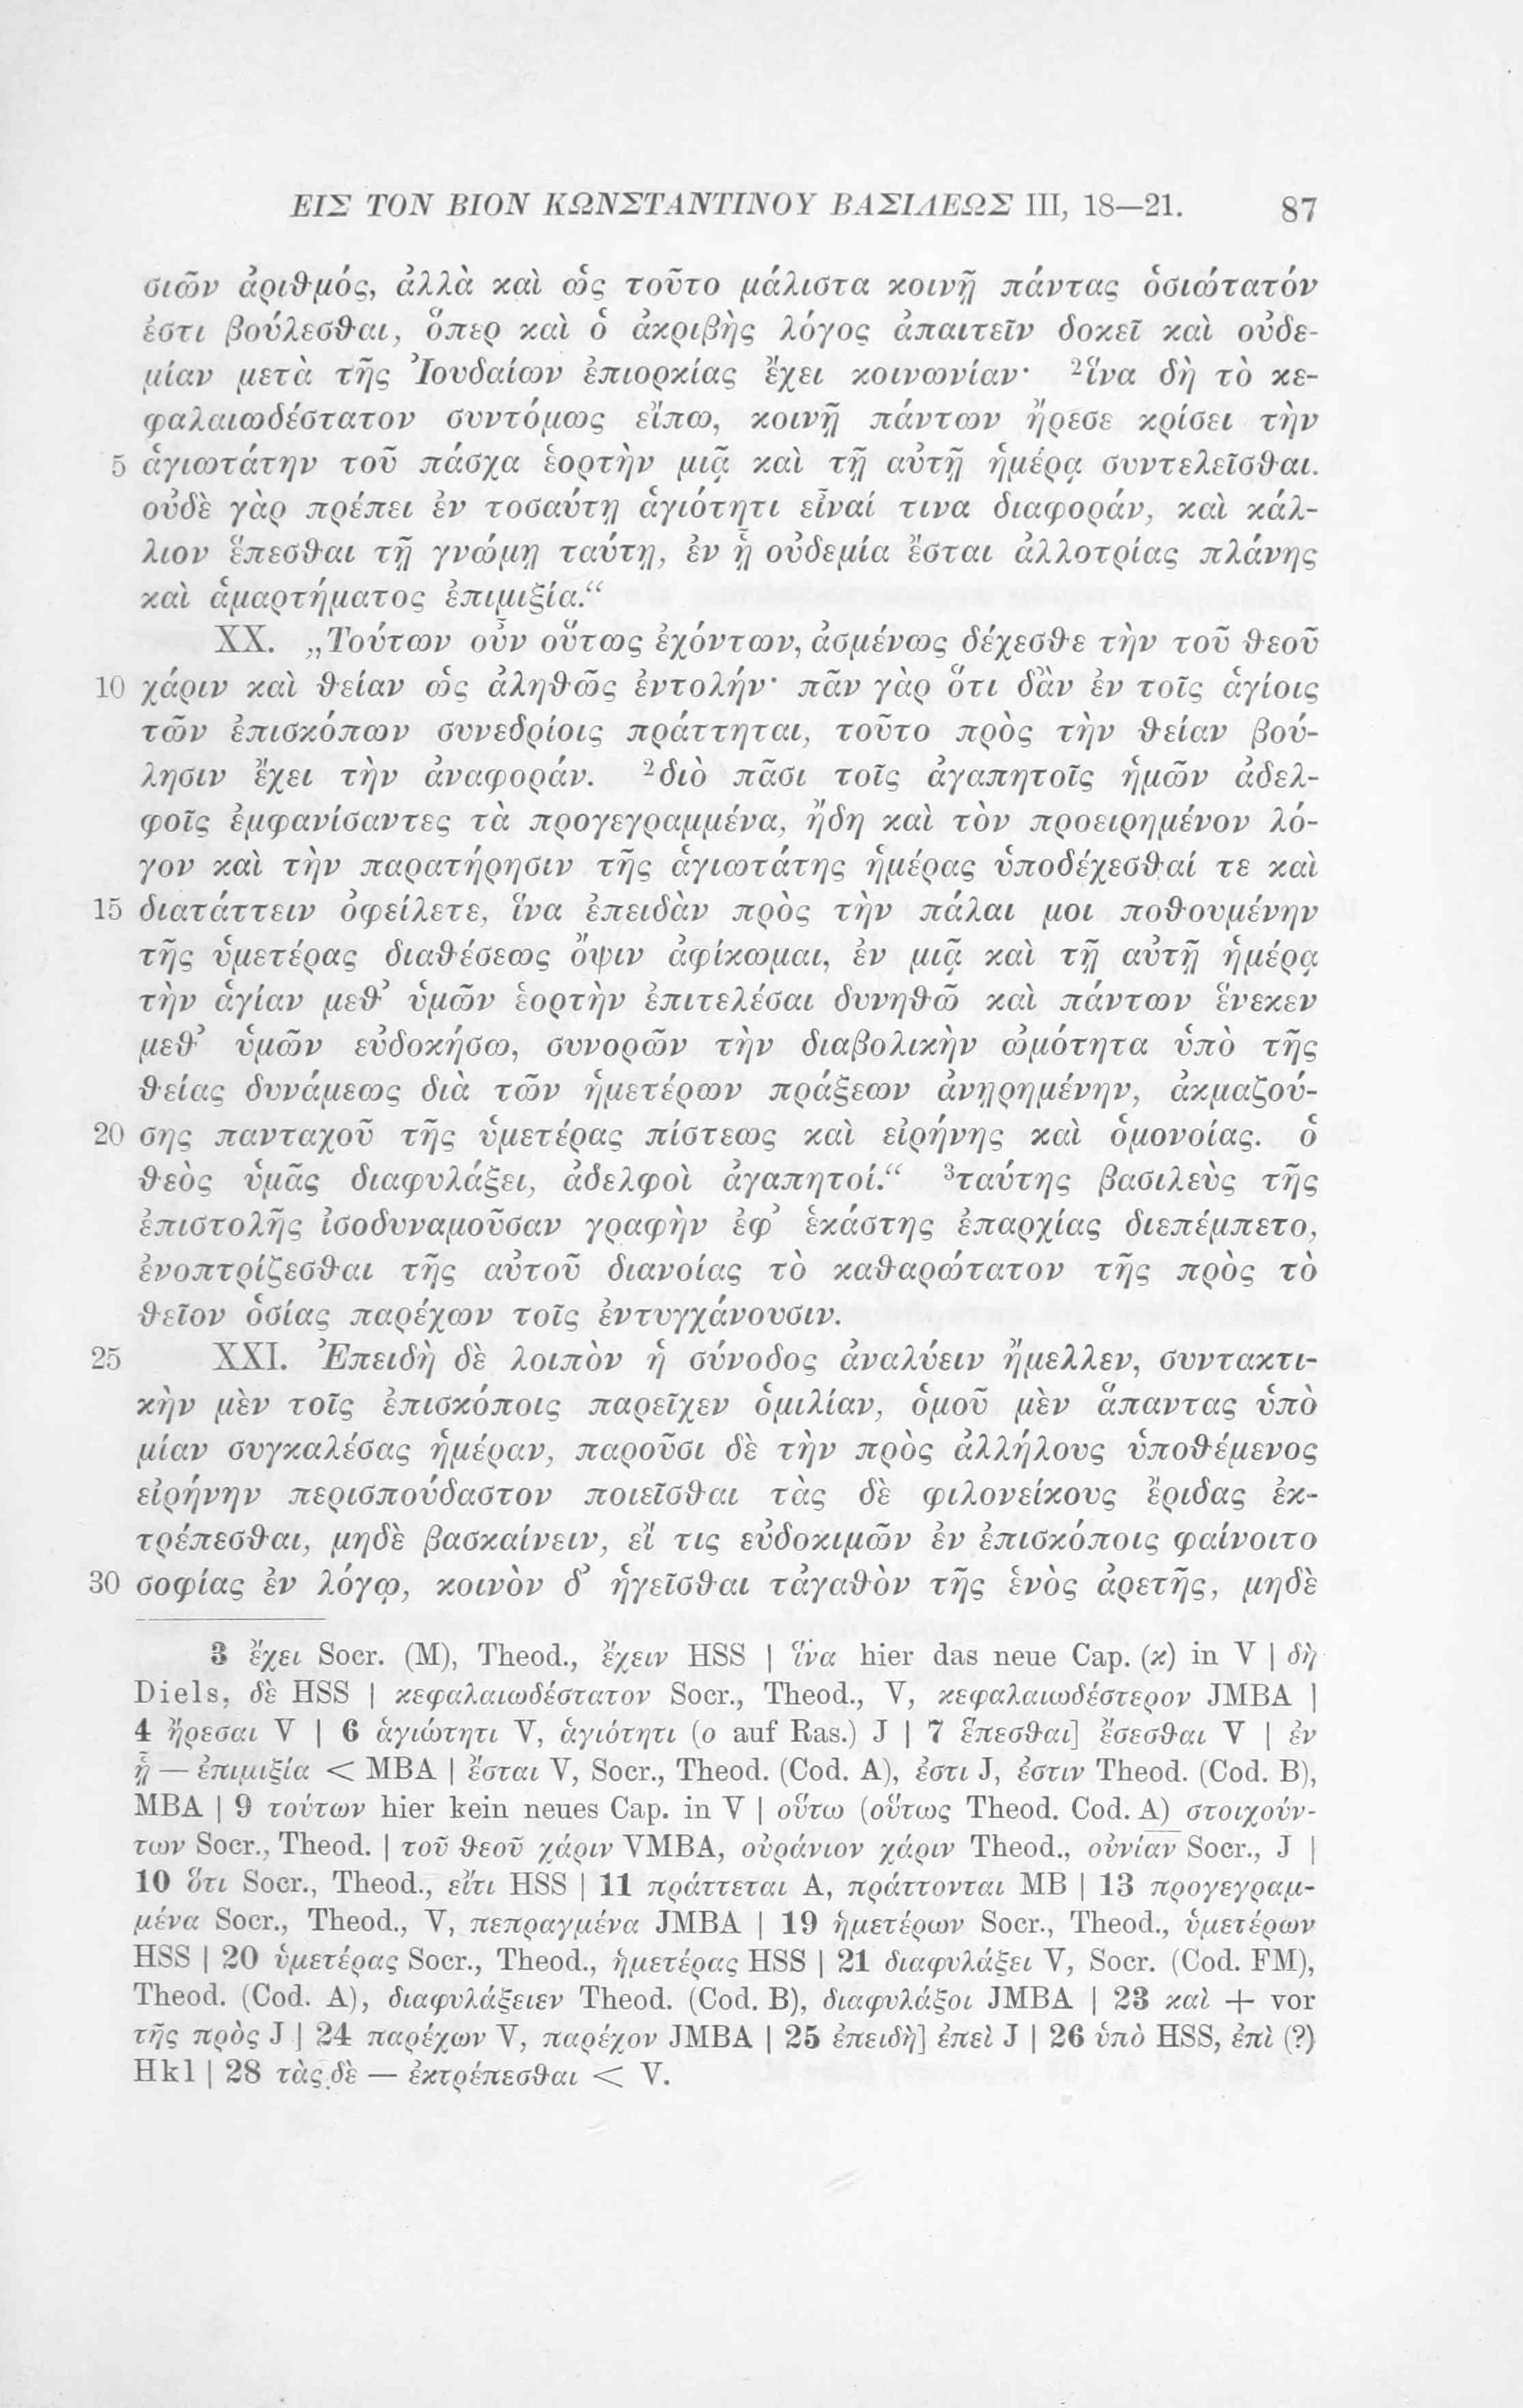 ΕΙΣ ΤΟΝ ΒΙΟΝ ΚΩΝΣΤΑΝΤΙΝΟΥ ΒΑΣΙΛΕΩΣ III, 18—21. 87
σιῶν ἀριθμός, ἀλλὰ καὶ ὡς τοῦτο μάλιστα κοινῇ πάντας ὁσιώτατόν
ἐστι βούλεσθαι, ὅπερ καὶ ὁ ἀκριβὴς λόγος ἀπαιτεῖν δοκεῖ καὶ οὐδε-
μίαν μετὰ τῆς Ἰουδαίων ἐπιορκίας ἔχει κοινωνίαν· ²ἵνα δὴ τὸ κε-
φαλαιωδέστατον συντόμως εἴπω, κοινῇ πάντων ἤρεσε κρίσει τὴν
5 ἁγιωτάτην τοῦ πάσχα ἑορτὴν μιᾷ καὶ τῇ αὐτῇ ἡμέρᾳ συντελεῖσθαι.
οὐδὲ γὰρ πρέπει ἐν τοσαύτῃ ἁγιότητι εἶναί τινα διαφοράν, καὶ κάλ-
λιον ἕπεσθαι τῇ γνώμῃ ταύτῃ, ἐν ᾗ οὐδεμία ἔσται ἀλλοτρίας πλάνης
καὶ ἁμαρτήματος ἐπιμιξία.“
XX. „Τούτων οὖν οὕτως ἐχόντων, ἀσμένως δέχεσθε τὴν τοῦ θεοῦ
10 χάριν καὶ θείαν ὡς ἀληθῶς ἐντολήν· πᾶν γὰρ ὅτι δἂν ἐν τοῖς ἁγίοις
τῶν ἐπισκόπων συνεδρίοις πράττηται, τοῦτο πρὸς τὴν θείαν βού-
λησιν ἔχει τὴν ἀναφοράν. ²διὸ πᾶσι τοῖς ἀγαπητοῖς ἡμῶν ἀδελ-
φοῖς ἐμφανίσαντες τὰ προγεγραμμένα, ἤδη καὶ τὸν προειρημένον λό-
γον καὶ τὴν παρατήρησιν τῆς ἁγιωτάτης ἡμέρας ὑποδέχεσθαί τε καὶ
15 διατάττειν ὀφείλετε, ἵνα ἐπειδὰν πρὸς τὴν πάλαι μοι ποθουμένην
τῆς ὑμετέρας διαθέσεως ὄψιν ἀφίκωμαι, ἐν μιᾷ καὶ τῇ αὐτῇ ἡμέρᾳ
τὴν ἁγίαν μεθ’ ὑμῶν ἑορτὴν ἐπιτελέσαι δυνηθῶ καὶ πάντων ἕνεκεν
μεθ’ ὑμῶν εὐδοκήσω, συνορῶν τὴν διαβολικὴν ὠμότητα ὑπὸ τῆς
θείας δυνάμεως διὰ τῶν ἡμετέρων πράξεων ἀνῃρημένην, ἀκμαζού-
20 σης πανταχοῦ τῆς ὑμετέρας πίστεως καὶ εἰρήνης καὶ ὁμονοίας. ὁ
θεὸς ὑμᾶς διαφυλάξει, ἀδελφοὶ ἀγαπητοί.“ ³ταύτης βασιλεὺς τῆς
ἐπιστολῆς ἰσοδυναμοῦσαν γραφὴν ἐφ’ ἑκάστης ἐπαρχίας διεπέμπετο,
ἐνοπτρίζεσθαι τῆς αὐτοῦ διανοίας τὸ καθαρώτατον τῆς πρὸς τὸ
θεῖον ὁσίας παρέχων τοῖς ἐντυγχάνουσιν.
25 XXI. Ἐπειδὴ δὲ λοιπὸν ἡ σύνοδος ἀναλύειν ἤμελλεν, συντακτι-
κὴν μὲν τοῖς ἐπισκόποις παρεῖχεν ὁμιλίαν, ὁμοῦ μὲν ἅπαντας ὑπὸ
μίαν συγκαλέσας ἡμέραν, παροῦσι δὲ τὴν πρὸς ἀλλήλους ὑποθέμενος
εἰρήνην περισπούδαστον ποιεῖσθαι τὰς δὲ φιλονείκους ἔριδας ἐκ-
τρέπεσθαι, μηδὲ βασκαίνειν, εἴ τις εὐδοκιμῶν ἐν ἐπισκόποις φαίνοιτο
30 σοφίας ἐν λόγῳ, κοινὸν δ’ ἡγεῖσθαι τἀγαθὸν τῆς ἑνὸς ἀρετῆς, μηδὲ
3 ἔχει Socr. (M), Theod., ἔχειν HSS | ἵνα hier das neue Cap. (κ) in V | δὴ
Diels, δὲ HSS | κεφαλαιωδέστατον Socr., Theod., V, κεφαλαιωδέστερον JMBA |
4 ἤρεσαι V | 6 ἁγιώτητι V, ἁγιότητι (ο auf Ras.) J | 7 ἕπεσθαι] ἔσεσθαι V | ἐν
ᾗ — ἐπιμιξία < MBA | ἔσται V, Socr., Theod. (Cod. A), ἐστι J, ἐστιν Theod. (Cod. B),
MBA | 9 τούτων hier kein neues Cap. in V | οὕτω (οὕτως Theod. Cod. A) στοιχούν-
των Socr., Theod. | τοῦ θεοῦ χάριν VMBA, οὐράνιον χάριν Theod., οὐνίαν Socr., J |
10 ὅτι Socr., Theod., εἴτι HSS | 11 πράττεται A, πράττονται MB | 13 προγεγραμ-
μένα Socr., Theod., V, πεπραγμένα JMBA | 19 ἡμετέρων Socr., Theod., ὑμετέρων
HSS | 20 ὑμετέρας Socr., Theod., ἡμετέρας HSS | 21 διαφυλάξει V, Socr. (Cod. FM),
Theod. (Cod. A), διαφυλάξειεν Theod. (Cod. B), διαφυλάξοι JMBA | 23 καὶ + vor
τῆς πρὸς J | 24 παρέχων V, παρέχον JMBA | 25 ἐπειδὴ] ἐπεὶ J | 26 ὑπὸ HSS, ἐπὶ (?)
Hkl | 28 τὰς δὲ — ἐκτρέπεσθαι < V.